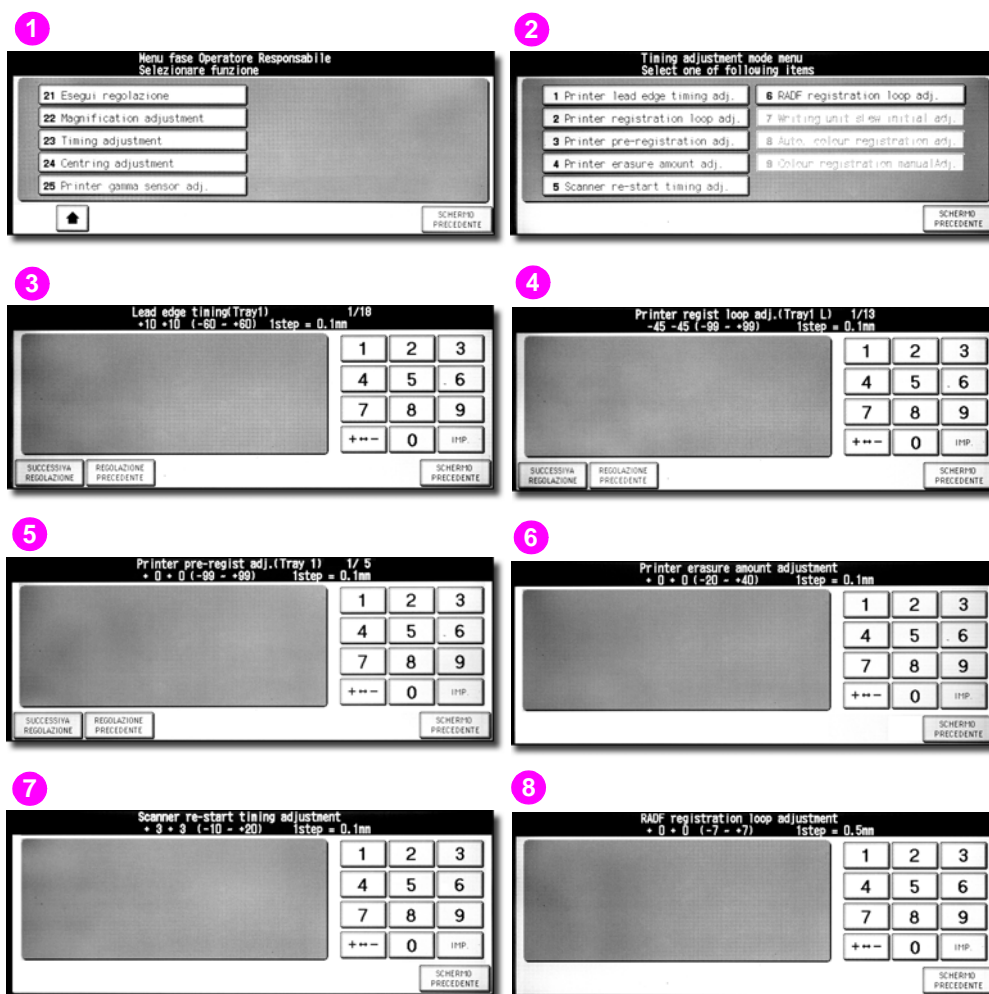 1
Menu fase Operatore Responsabile
Selezionare funzione
21 Esegui regolazione
22 Magnification adjustment
23 Timing adjustment
24 Centring adjustment
25 Printer gamma sensor adj.
SCHERMO
PRECEDENTE
2
Timing adjustment mode menu
Select one of following items
1 Printer lead edge timing adj.
2 Printer registration loop adj.
3 Printer pre-registration adj.
4 Printer erasure amount adj.
5 Scanner re-start timing adj.
6 RADF registration loop adj.
7 Writing unit slew initial adj.
8 Auto. colour registration adj.
9 Colour registration manualAdj.
SCHERMO
PRECEDENTE
3
Lead edge timing(Tray1) 1/18
+10 +10 (-60 - +60) 1step = 0.1mm
1 2 3
4 5 6
7 8 9
+ ↔ - 0 IMP.
SUCCESSIVA
REGOLAZIONE
REGOLAZIONE
PRECEDENTE
SCHERMO
PRECEDENTE
4
Printer regist loop adj.(Tray1 L) 1/13
-45 -45 (-99 - +99) 1step = 0.1mm
1 2 3
4 5 6
7 8 9
+ ↔ - 0 IMP.
SUCCESSIVA
REGOLAZIONE
REGOLAZIONE
PRECEDENTE
SCHERMO
PRECEDENTE
5
Printer pre-regist adj.(Tray 1) 1/ 5
+ 0 + 0 (-99 - +99) 1step = 0.1mm
1 2 3
4 5 6
7 8 9
+ ↔ - 0 IMP.
SUCCESSIVA
REGOLAZIONE
REGOLAZIONE
PRECEDENTE
SCHERMO
PRECEDENTE
6
Printer erasure amount adjustment
+ 0 + 0 (-20 - +40) 1step = 0.1mm
1 2 3
4 5 6
7 8 9
+ ↔ - 0 IMP.
SCHERMO
PRECEDENTE
7
Scanner re-start timing adjustment
+ 3 + 3 (-10 - +20) 1step = 0.1mm
1 2 3
4 5 6
7 8 9
+ ↔ - 0 IMP.
SCHERMO
PRECEDENTE
8
RADF registration loop adjustment
+ 0 + 0 (-7 - +7) 1step = 0.5mm
1 2 3
4 5 6
7 8 9
+ ↔ - 0 IMP.
SCHERMO
PRECEDENTE